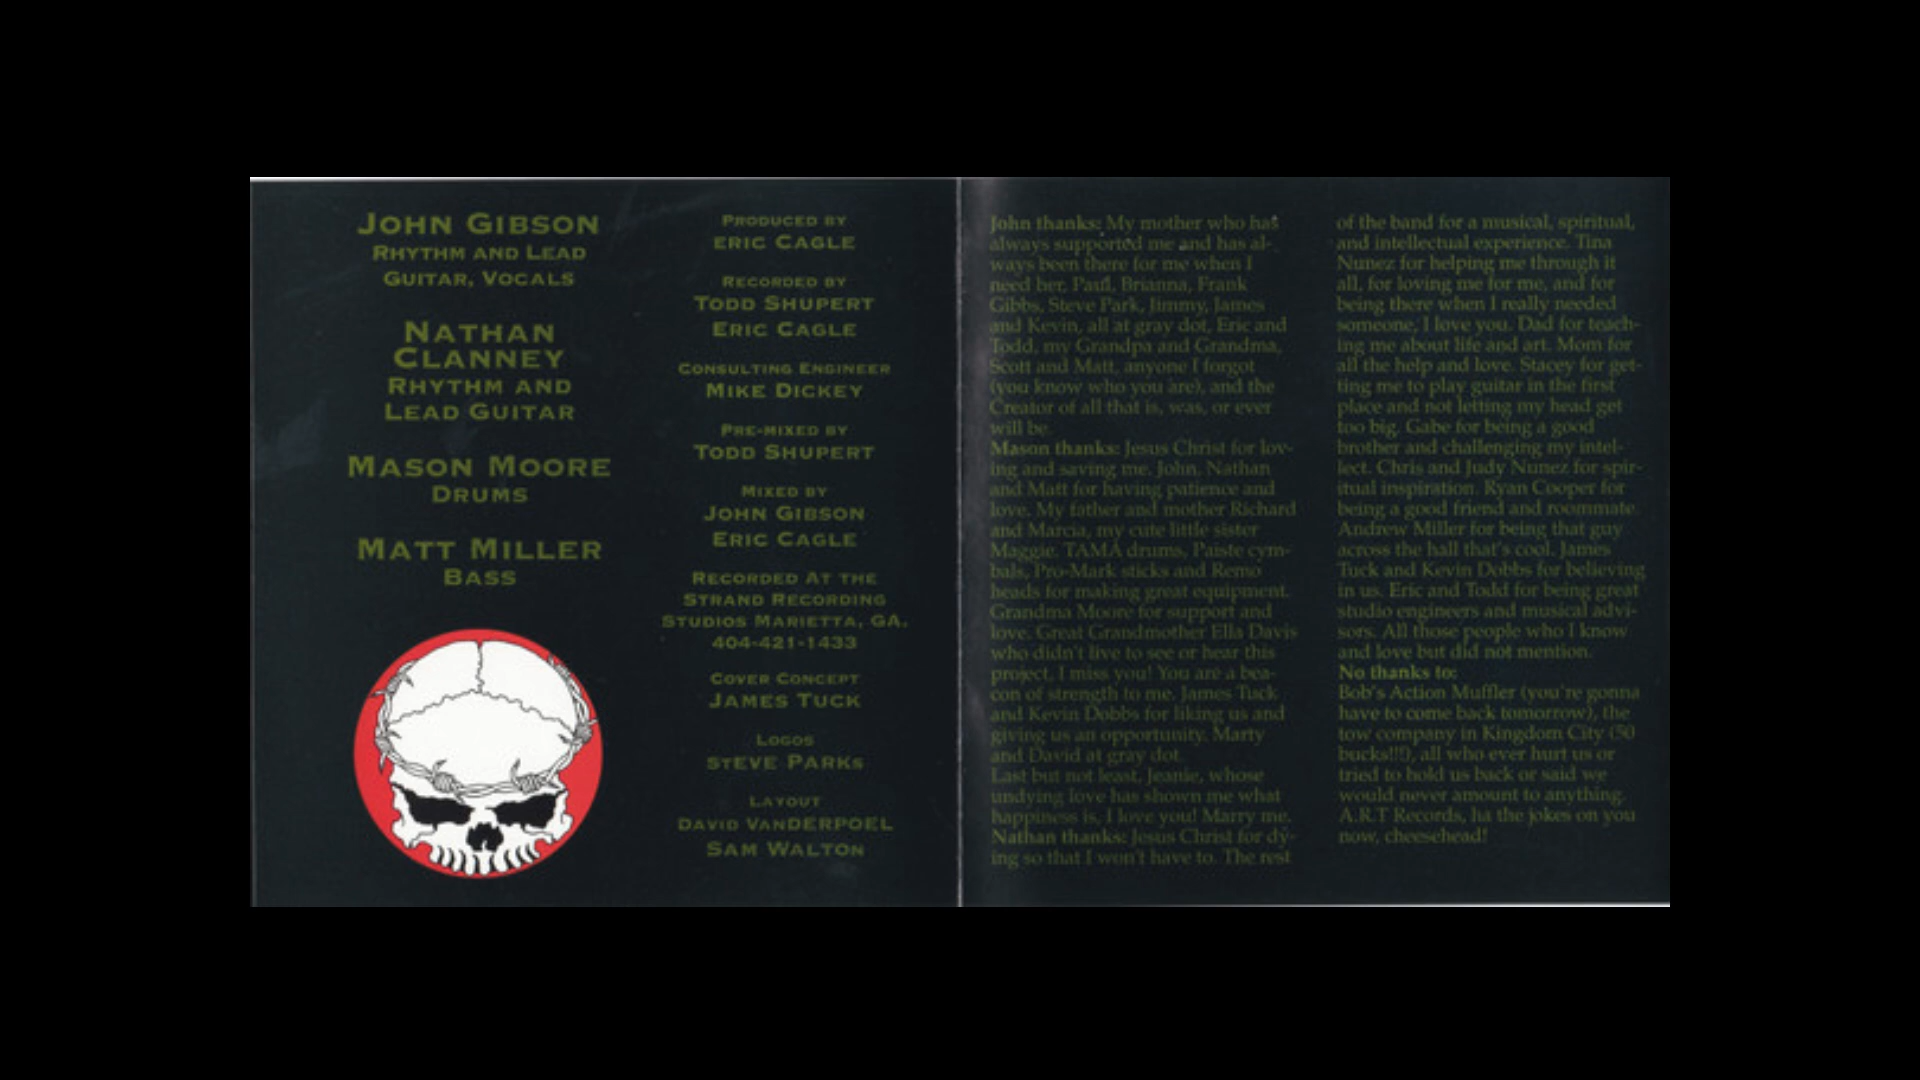 JOHN GIBSON
RHYTHM AND LEAD
GUITAR, VOCALS
NATHAN
CLANNEY
RHYTHM AND
LEAD GUITAR
MASON MOORE
DRUMS
MATT MILLER
BASS
PRODUCED BY
ERIC CAGLE
RECORDED BY
TODD SHUPERT
ERIC CAGLE
CONSULTING ENGINEER
MIKE DICKEY
PRE-MIXED BY
TODD SHUPERT
MIXED BY
JOHN GIBSON
ERIC CAGLE
RECORDED AT THE
STRAND RECORDING
STUDIOS MARIETTA, GA.
404-421-1433
COVER CONCEPT
JAMES TUCK
LOGOS
STEVE PARKS
LAYOUT
DAVID VANDERPOEL
SAM WALTON
John thanks: My mother who has
always supported me and has al-
ways been there for me when I
need her, Paul, Brianna, Frank
Gibbs, Steve Park, Jimmy, James
and Kevin, all at gray dot, Eric and
Todd, my Grandpa and Grandma,
Scott and Matt, anyone I forgot
(you know who you are), and the
Creator of all that is, was, or ever
will be.
Mason thanks: Jesus Christ for lov-
ing and saving me. John, Nathan
and Matt for having patience and
love. My father and mother Richard
and Marcia, my cute little sister
Maggie. TAMA drums, Paiste cym-
bals, Pro-Mark sticks and Remo
heads for making great equipment.
Grandma Moore for support and
love. Great Grandmother Ella Davis
who didn't live to see or hear this
project, I miss you! You are a bea-
con of strength to me. James Tuck
and Kevin Dobbs for liking us and
giving us an opportunity. Marty
and David at gray dot.
Last but not least, Jeanie, whose
undying love has shown me what
happiness is, I love you! Marry me.
Nathan thanks: Jesus Christ for dy-
ing so that I won't have to. The rest
of the band for a musical, spiritual,
and intellectual experience. Tina
Nunez for helping me through it
all, for loving me for me, and for
being there when I really needed
someone, I love you. Dad for teach-
ing me about life and art. Mom for
all the help and love. Stacey for get-
ting me to play guitar in the first
place and not letting my head get
too big. Gabe for being a good
brother and challenging my intel-
lect. Chris and Judy Nunez for spir-
itual inspiration. Ryan Cooper for
being a good friend and roommate.
Andrew Miller for being that guy
across the hall that's cool. James
Tuck and Kevin Dobbs for believing
in us. Eric and Todd for being great
studio engineers and musical advi-
sors. All those people who I know
and love but did not mention.
No thanks to:
Bob's Action Muffler (you're gonna
have to come back tomorrow), the
tow company in Kingdom City (50
bucks!!!), all who ever hurt us or
tried to hold us back or said we
would never amount to anything.
A.R.T Records, ha the jokes on you
now, cheesehead!